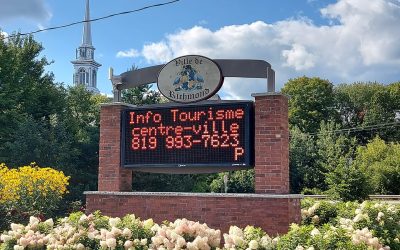 Ville de
Richmond
Info Tourisme
centre-ville
819 993-7623
P